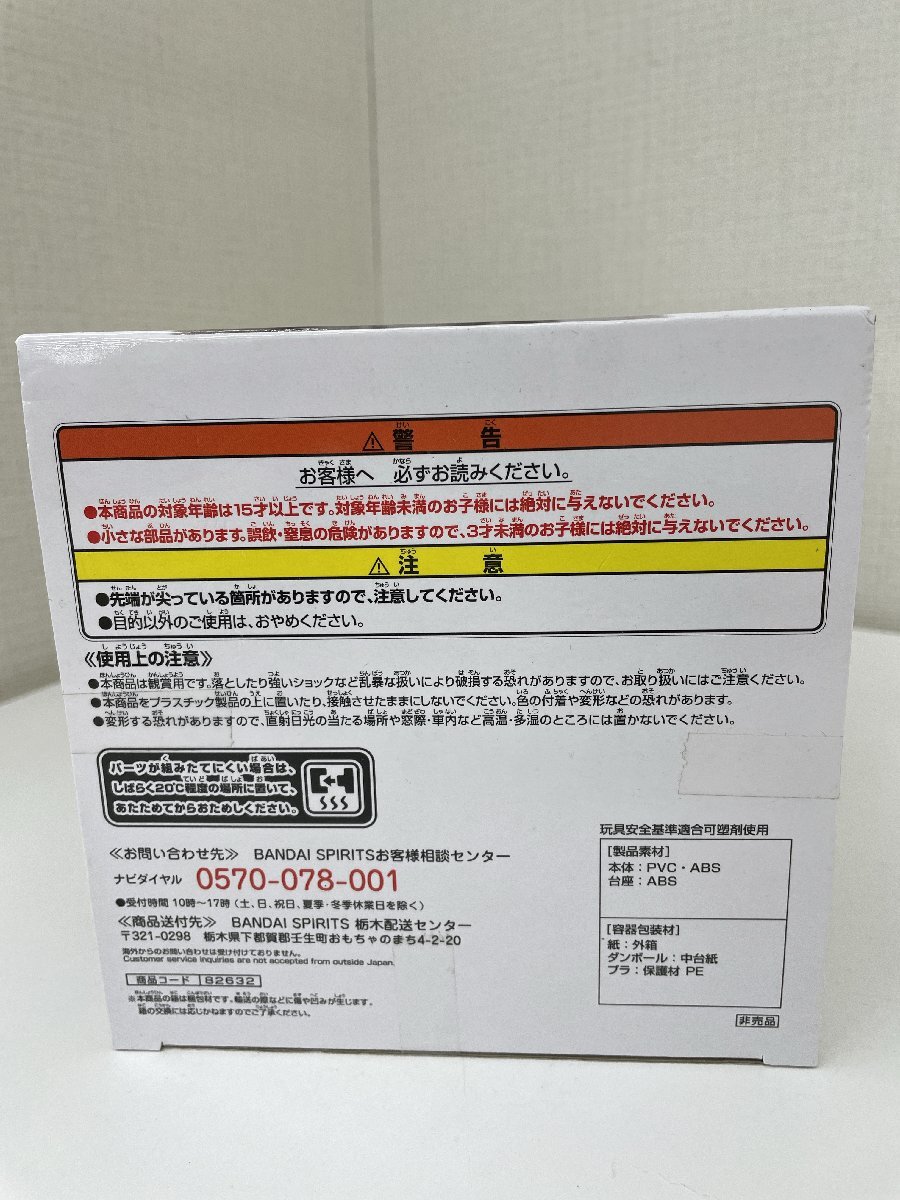 ⚠警告
お客様へ 必ずお読みください。
●本商品の対象年齢は15才以上です。対象年齢未満のお子様には絶対に与えないでください。
●小さな部品があります。誤飲・窒息の危険がありますので、3才未満のお子様には絶対に与えないでください。
⚠注意
●先端が尖っている箇所がありますので、注意してください。
●目的以外のご使用は、おやめください。
《使用上の注意》
●本商品は観賞用です。落としたり強いショックなど乱暴な扱いにより破損する恐れがありますので、お取り扱いにはご注意ください。
●本商品をプラスチック製品の上に置いたり、接触させたままにしないでください。色の付着や変形などの恐れがあります。
●変形する恐れがありますので、直射日光の当たる場所や窓際・車内など高温・多湿のところには置かないでください。
パーツが組みたてにくい場合は、
しばらく20℃程度の場所に置いて、
あたためてからおためしください。
≪お問い合わせ先≫ BANDAI SPIRITSお客様相談センター
ナビダイヤル 0570-078-001
●受付時間 10時〜17時(土、日、祝日、夏季・冬季休業日を除く)
≪商品送付先≫ BANDAI SPIRITS 栃木配送センター
〒321-0298 栃木県下都賀郡壬生町おもちゃのまち4-2-20
海外からのお問い合わせは受け付けておりません。
Customer service inquiries are not accepted from outside Japan.
商品コード 82632
※本商品の箱は梱包材です。輸送の際などに傷や凹みが生じます。
箱の交換には応じかねますのでご了承ください。
玩具安全基準適合可塑剤使用
[製品素材]
本体：PVC・ABS
台座：ABS
[容器包装材]
紙：外箱
ダンボール：中台紙
プラ：保護材 PE
非売品